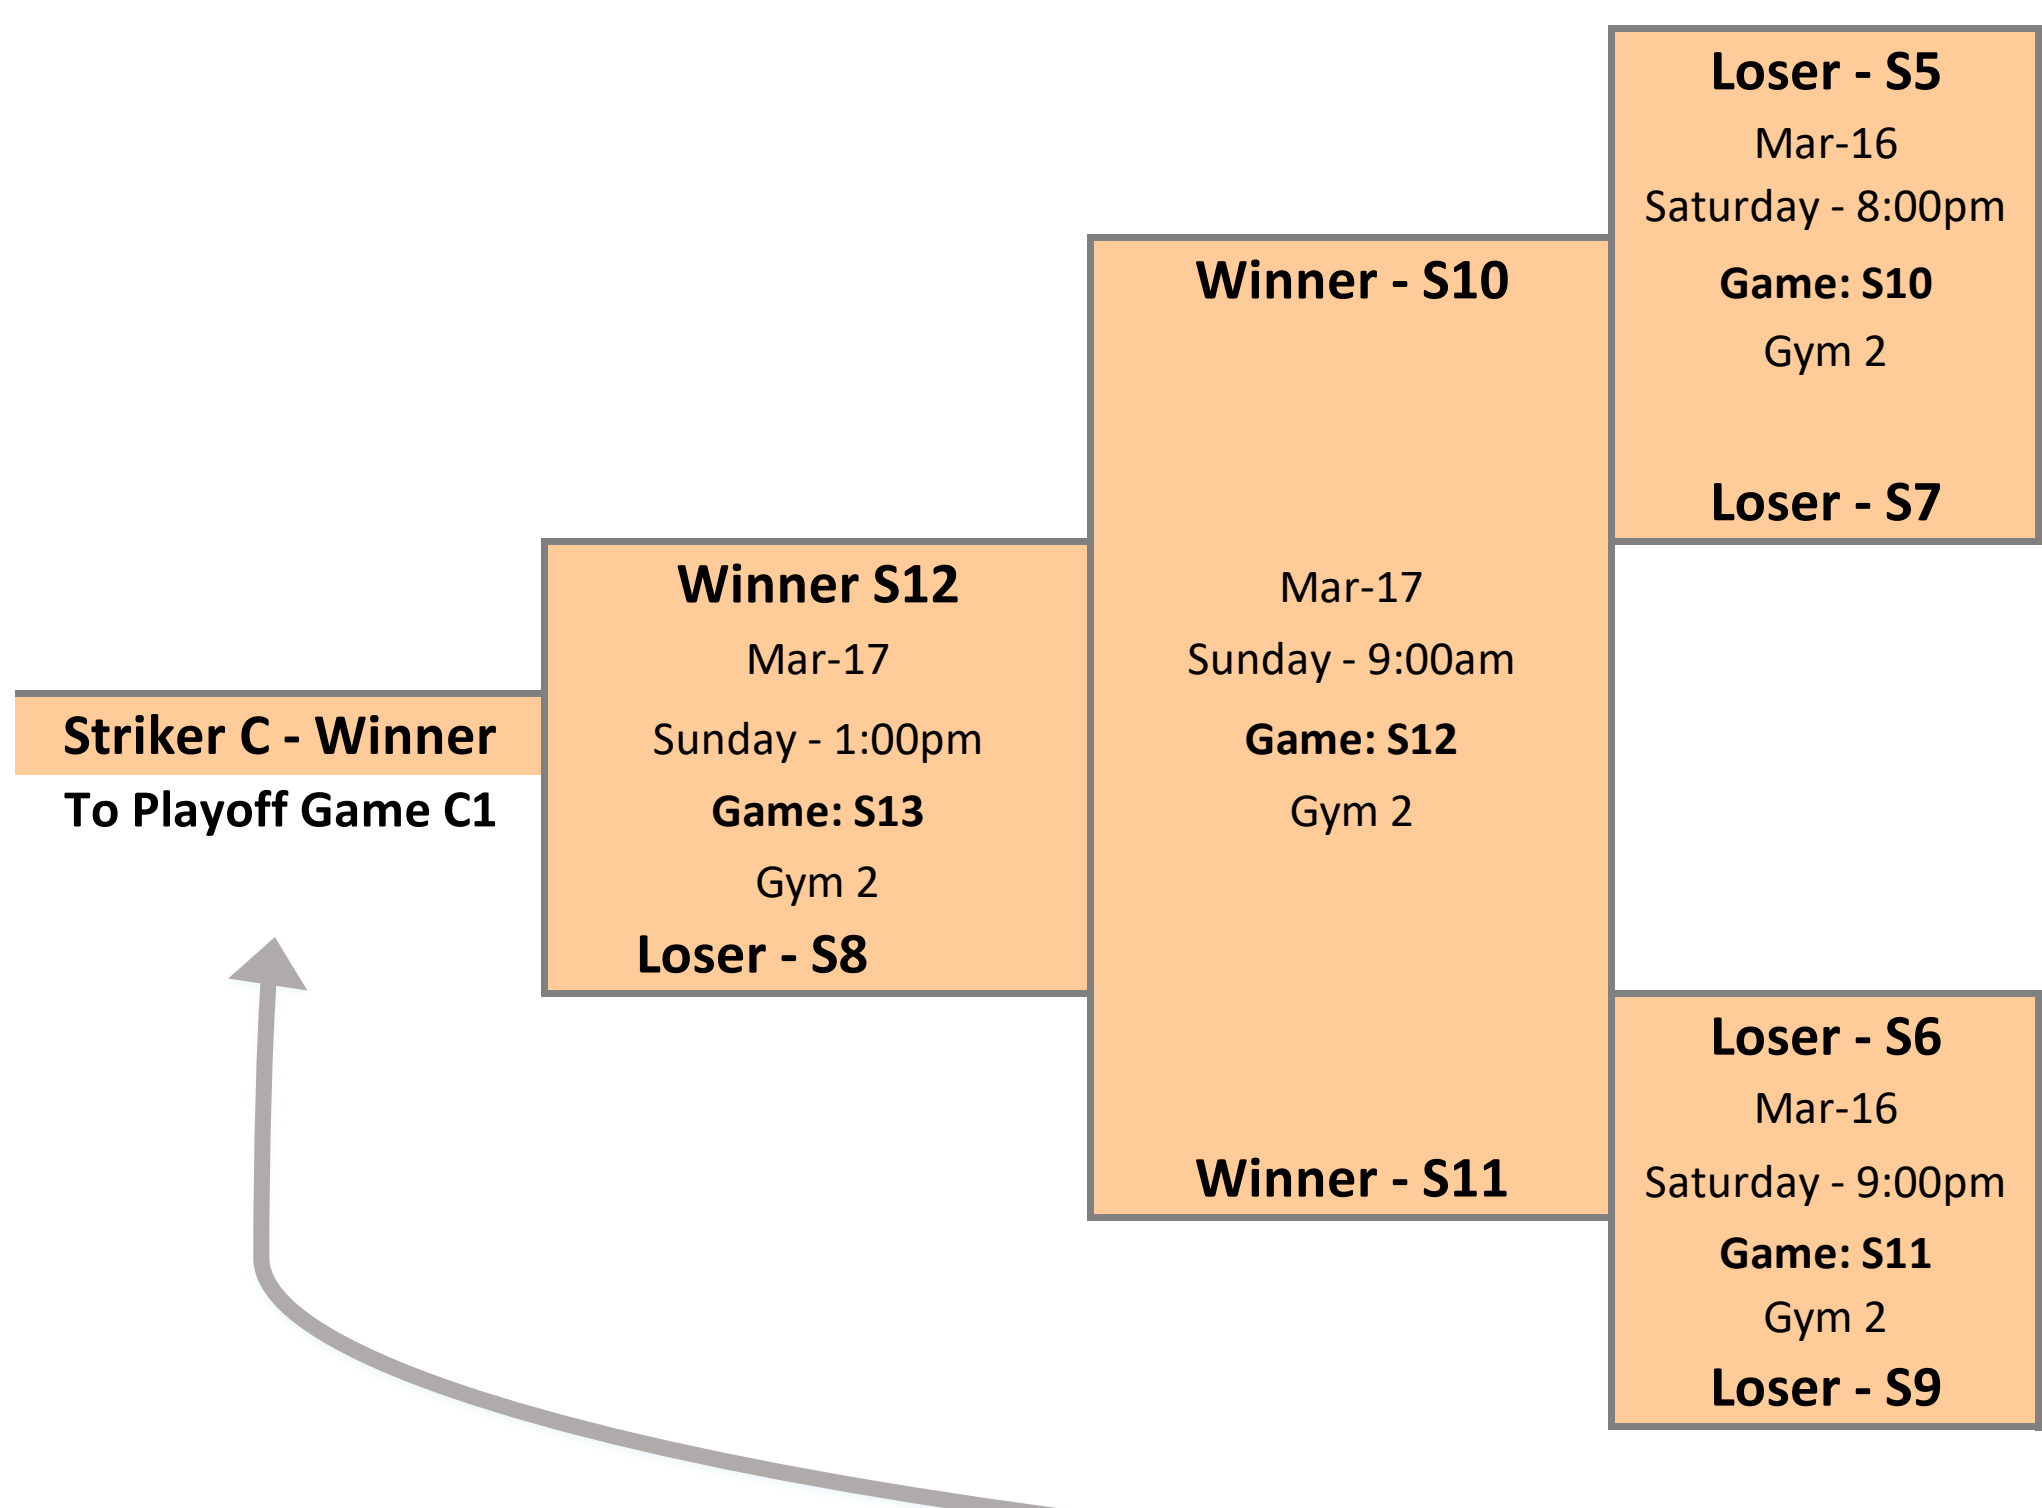 Loser - S5
Mar-16
Saturday - 8:00pm
Game: S10
Gym 2
Loser - S7
Winner - S10
Mar-17
Sunday - 9:00am
Game: S12
Gym 2
Winner - S11
Winner S12
Mar-17
Sunday - 1:00pm
Game: S13
Gym 2
Loser - S8
Striker C - Winner
To Playoff Game C1
Loser - S6
Mar-16
Saturday - 9:00pm
Game: S11
Gym 2
Loser - S9